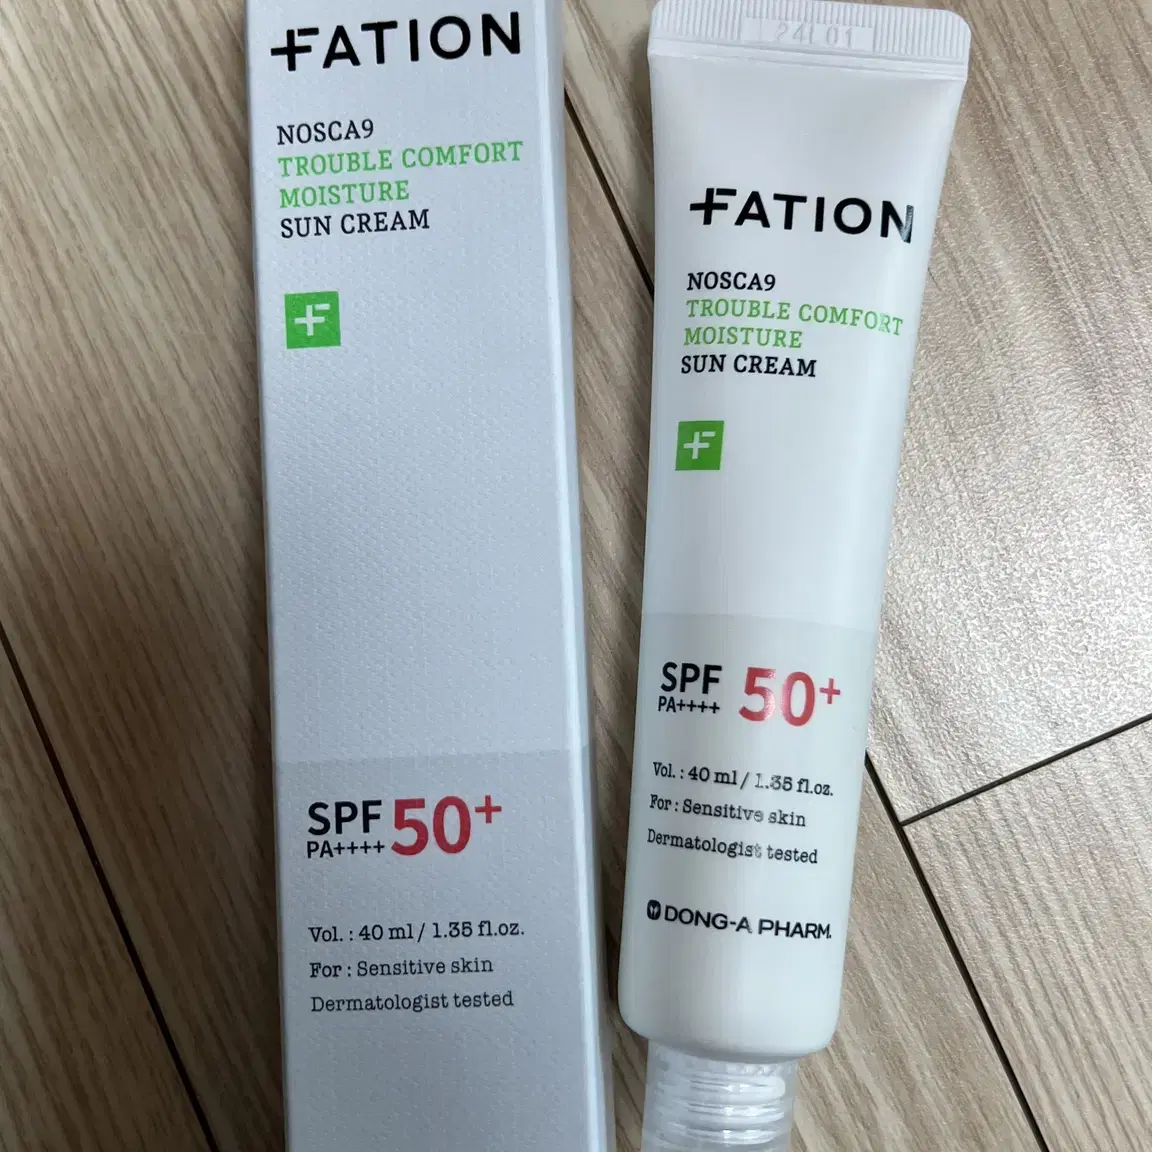 FATION
NOSCA9
TROUBLE COMFORT
MOISTURE
SUN CREAM
SPF 50+
PA++++
Vol. : 40 ml / 1.35 fl.oz.
For : Sensitive skin
Dermatologist tested
24L01
FATION
NOSCA9
TROUBLE COMFORT
MOISTURE
SUN CREAM
SPF 50+
PA++++
Vol. : 40 ml / 1.35 fl.oz.
For : Sensitive skin
Dermatologist tested
DONG-A PHARM.